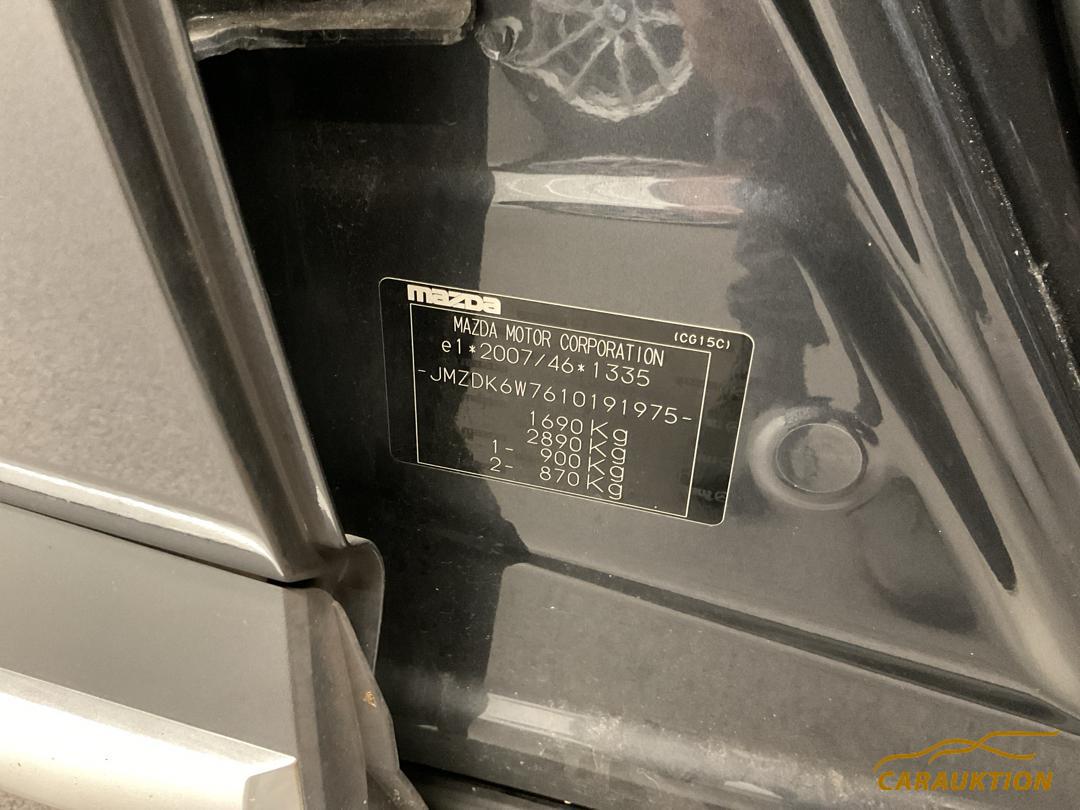 mazda
(CG15C)
MAZDA MOTOR CORPORATION
e1*2007/46*1335
-JMZDK6W7610191975-
1690 Kg
2890 Kg
1- 900 Kg
2- 870 Kg
CARAUKTION